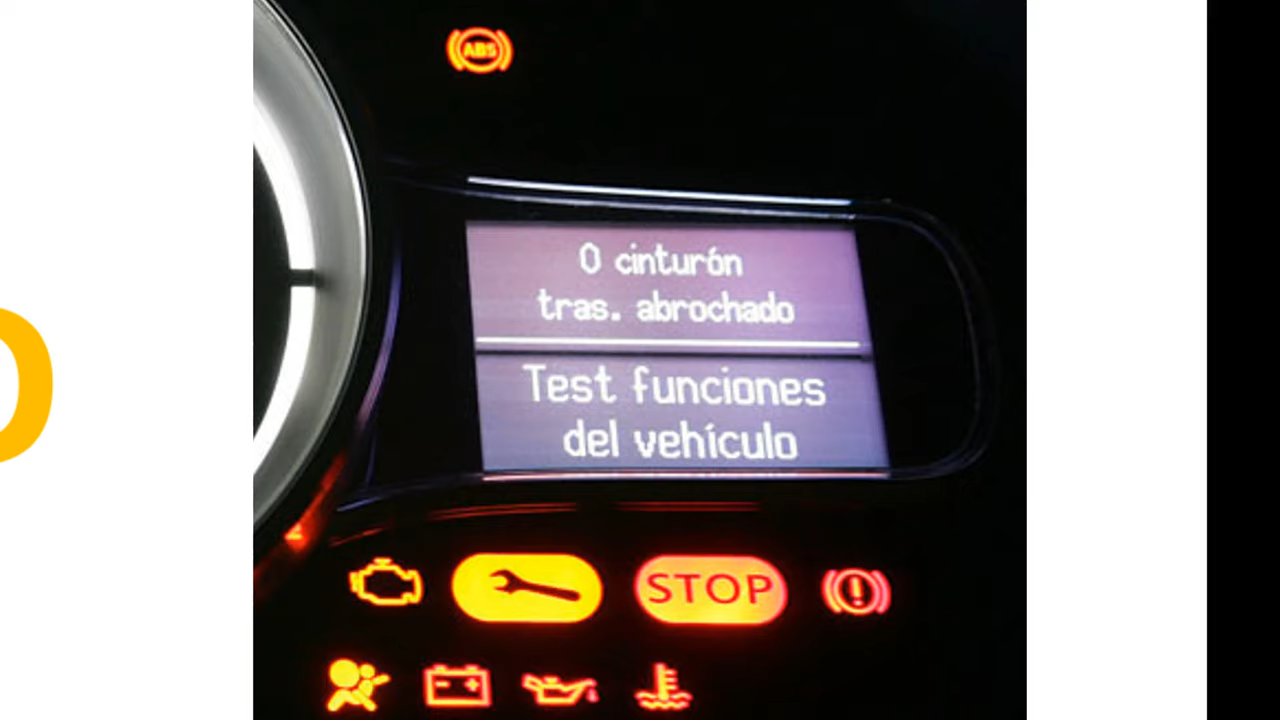 ABS
0 cinturón
tras. abrochado
Test funciones
del vehículo
STOP